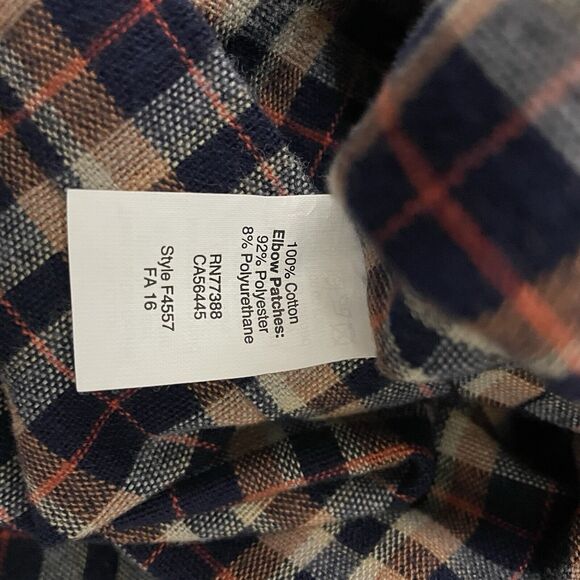 100% Cotton
Elbow Patches:
92% Polyester
8% Polyurethane
RN77388
CA56445
Style F4557
FA 16